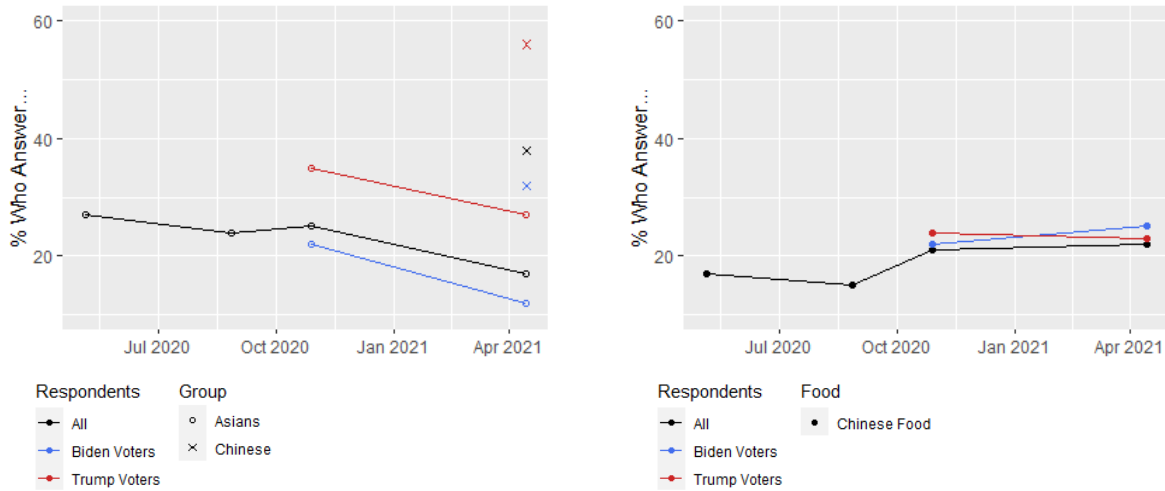 % Who Answer...
60
40
20
Jul 2020 Oct 2020 Jan 2021 Apr 2021
Respondents Group
All Asians
Biden Voters Chinese
Trump Voters
% Who Answer...
60
40
20
Jul 2020 Oct 2020 Jan 2021 Apr 2021
Respondents Food
All Chinese Food
Biden Voters
Trump Voters